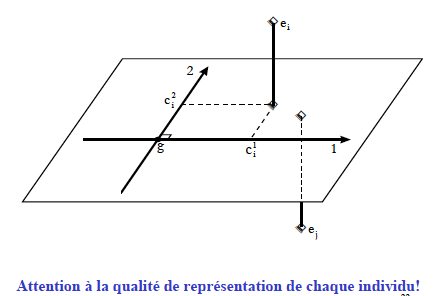 e_i
2
c_i^2
g
c_i^1
1
e_j
Attention à la qualité de représentation de chaque individu!